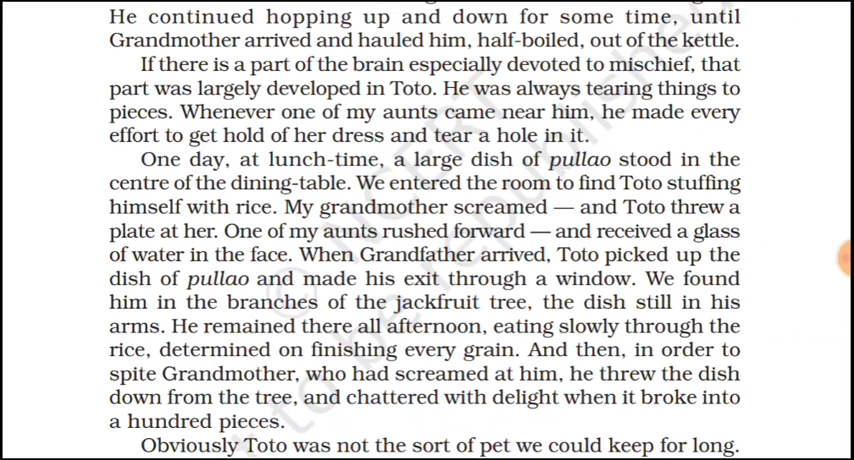 He continued hopping up and down for some time, until
Grandmother arrived and hauled him, half-boiled, out of the kettle.
If there is a part of the brain especially devoted to mischief, that
part was largely developed in Toto. He was always tearing things to
pieces. Whenever one of my aunts came near him, he made every
effort to get hold of her dress and tear a hole in it.
One day, at lunch-time, a large dish of pullao stood in the
centre of the dining-table. We entered the room to find Toto stuffing
himself with rice. My grandmother screamed — and Toto threw a
plate at her. One of my aunts rushed forward — and received a glass
of water in the face. When Grandfather arrived, Toto picked up the
dish of pullao and made his exit through a window. We found
him in the branches of the jackfruit tree, the dish still in his
arms. He remained there all afternoon, eating slowly through the
rice, determined on finishing every grain. And then, in order to
spite Grandmother, who had screamed at him, he threw the dish
down from the tree, and chattered with delight when it broke into
a hundred pieces.
Obviously Toto was not the sort of pet we could keep for long.
© NCERT
not to be republished